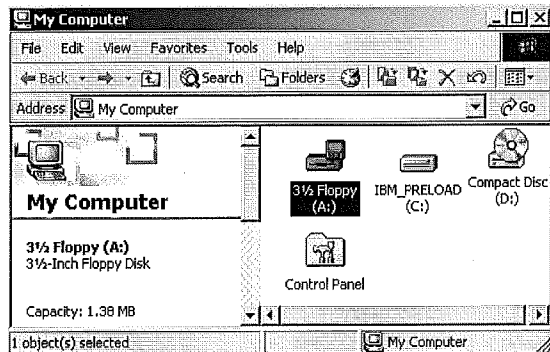 My Computer
File Edit View Favorites Tools Help
Back Search Folders
Address My Computer Go
My Computer
3½ Floppy (A:)
3½-Inch Floppy Disk
Capacity: 1.38 MB
3½ Floppy (A:)
IBM_PRELOAD (C:)
Compact Disc (D:)
Control Panel
1 object(s) selected
My Computer